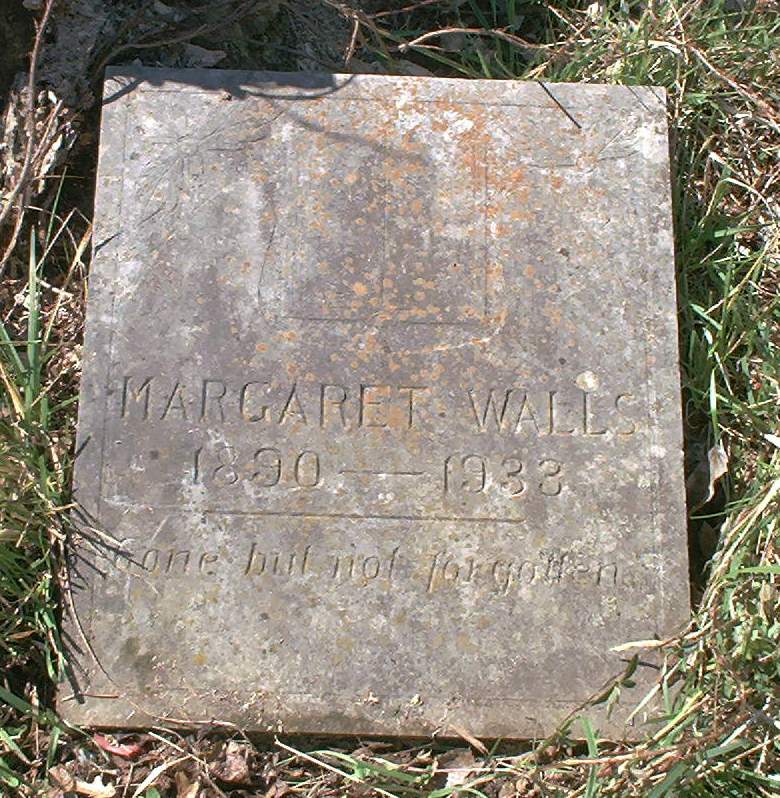 MARGARET WALLS
1890 — 1933
Gone but not forgotten